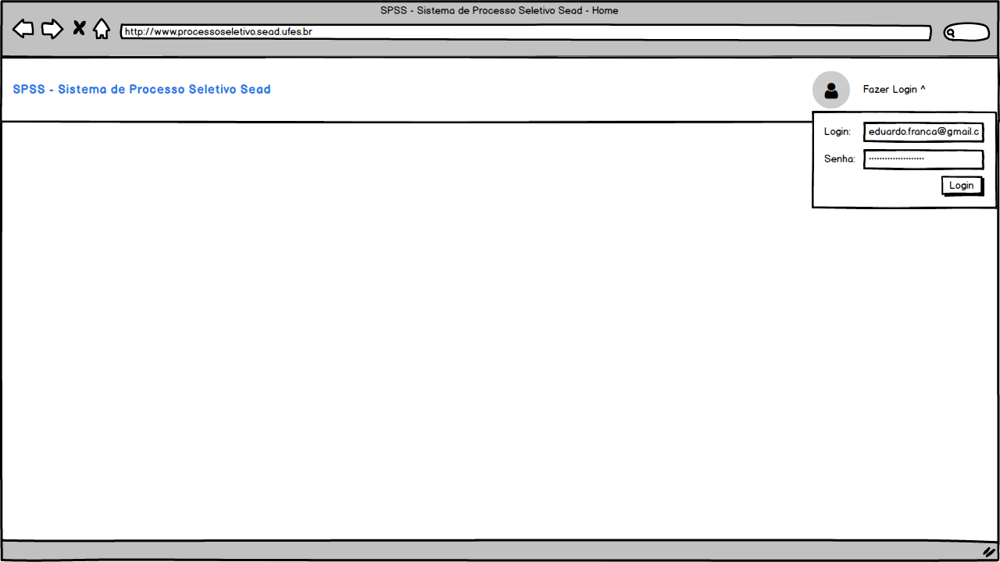 SPSS - Sistema de Processo Seletivo Sead - Home
http://www.processoseletivo.sead.ufes.br
SPSS - Sistema de Processo Seletivo Sead
Fazer Login ^
Login: eduardo.franca@gmail.c
Senha: ·····················
Login